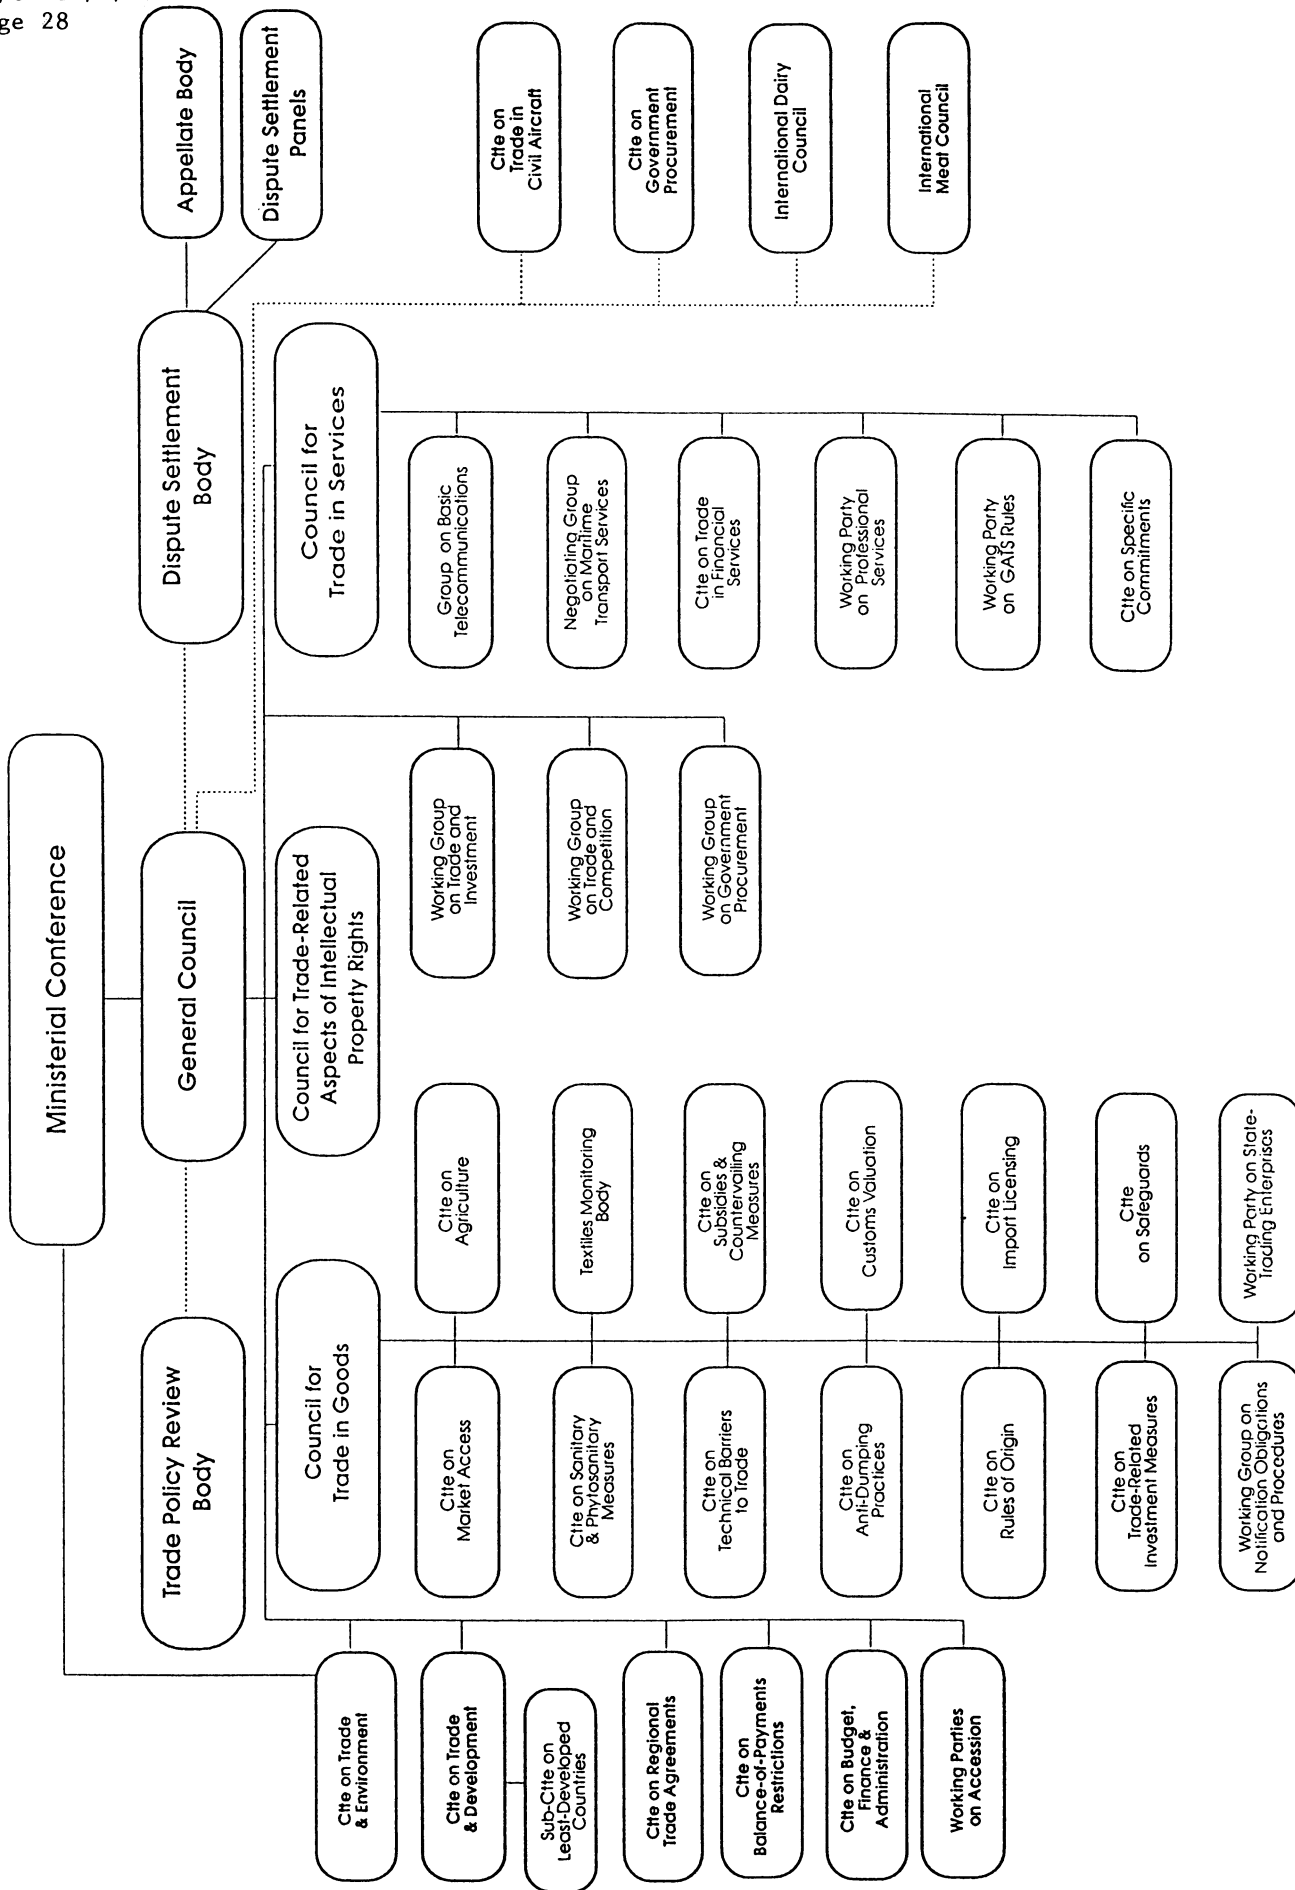 ge 28
Ministerial Conference
Trade Policy Review
Body
General Council
Dispute Settlement
Body
Appellate Body
Dispute Settlement
Panels
Council for
Trade in Goods
Council for Trade-Related
Aspects of Intellectual
Property Rights
Council for
Trade in Services
Ctte on Trade
& Environment
Ctte on Trade
& Development
Sub-Ctte on
Least-Developed
Countries
Ctte on Regional
Trade Agreements
Ctte on
Balance-of-Payments
Restrictions
Ctte on Budget,
Finance &
Administration
Working Parties
on Accession
Ctte on
Market Access
Ctte on Sanitary
& Phytosanitary
Measures
Ctte on
Technical Barriers
to Trade
Ctte on
Anti-Dumping
Practices
Ctte on
Rules of Origin
Ctte on
Trade-Related
Investment Measures
Working Group on
Notification Obligations
and Procedures
Ctte on
Agriculture
Textiles Monitoring
Body
Ctte on
Subsidies &
Countervailing
Measures
Ctte on
Customs Valuation
Ctte on
Import Licensing
Ctte
on Safeguards
Working Party on State-
Trading Enterprises
Working Group
on Trade and
Investment
Working Group
on Trade and
Competition
Working Group
on Government
Procurement
Group on Basic
Telecommunications
Negotiating Group
on Maritime
Transport Services
Ctte on Trade
in Financial
Services
Working Party
on Professional
Services
Working Party
on GATS Rules
Ctte on Specific
Commitments
Ctte on
Trade in
Civil Aircraft
Ctte on
Government
Procurement
International Dairy
Council
International
Meat Council